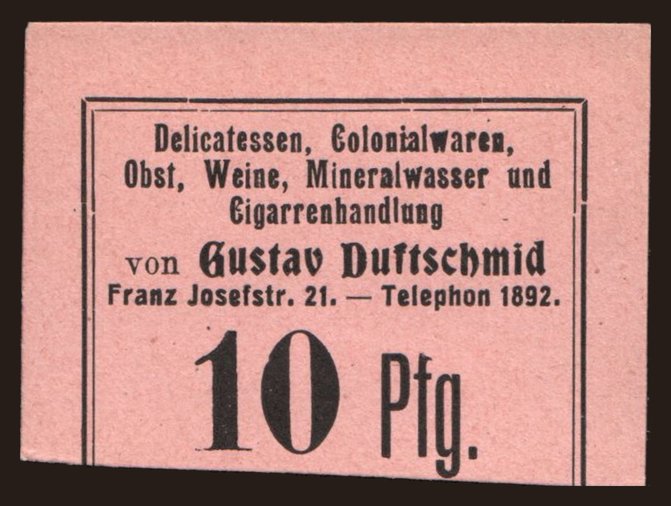 Delicatessen, Colonialwaren,
Obst, Weine, Mineralwasser und
Cigarrenhandlung
von Gustav Duftschmid
Franz Josefstr. 21. — Telephon 1892.
10 Pfg.